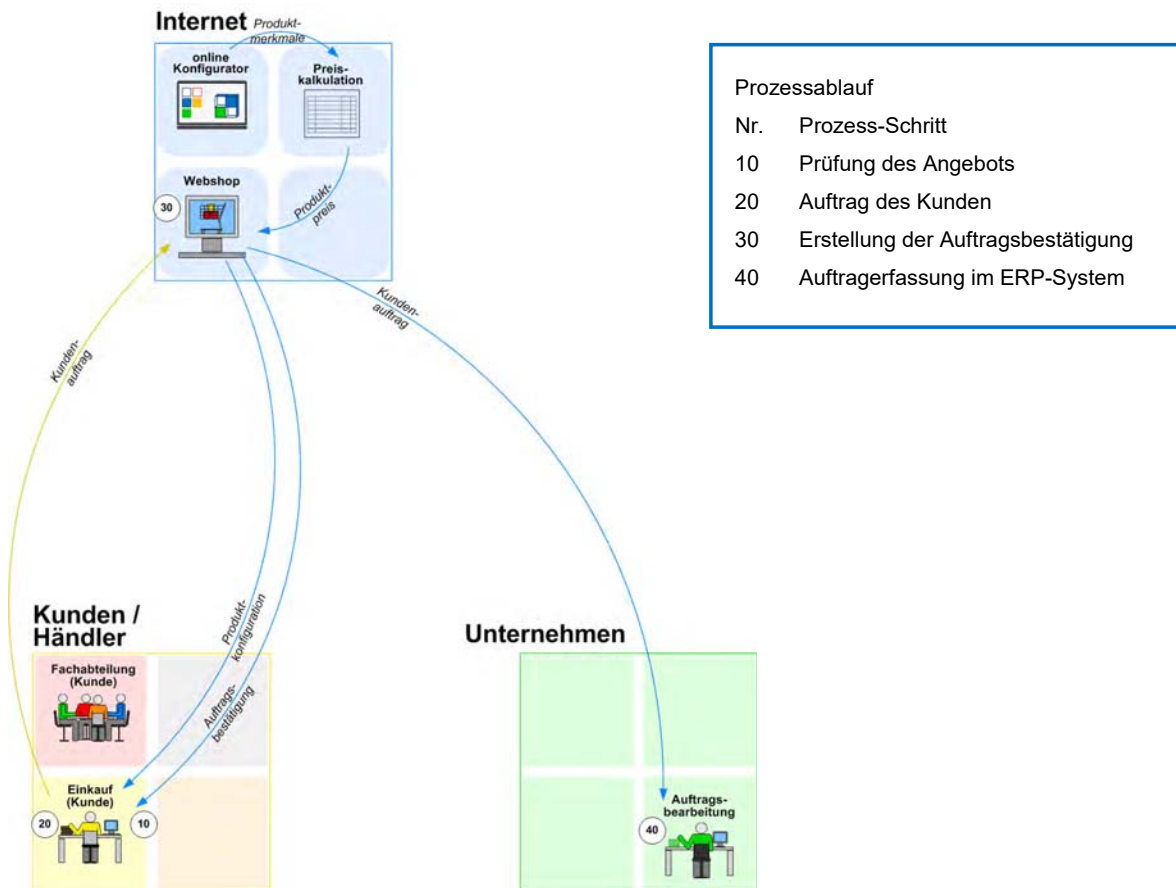 Internet
Produkt-
merkmale
online
Konfigurator
Preis-
kalkulation
Webshop
30
Produkt-
preis
Kunden-
auftrag
Kunden-
auftrag
Prozessablauf
Nr. Prozess-Schritt
10 Prüfung des Angebots
20 Auftrag des Kunden
30 Erstellung der Auftragsbestätigung
40 Auftragerfassung im ERP-System
Kunden /
Händler
Produkt-
konfiguration
Auftrags-
bestätigung
Fachabteilung
(Kunde)
Einkauf
(Kunde)
20
10
Unternehmen
Auftrags-
bearbeitung
40